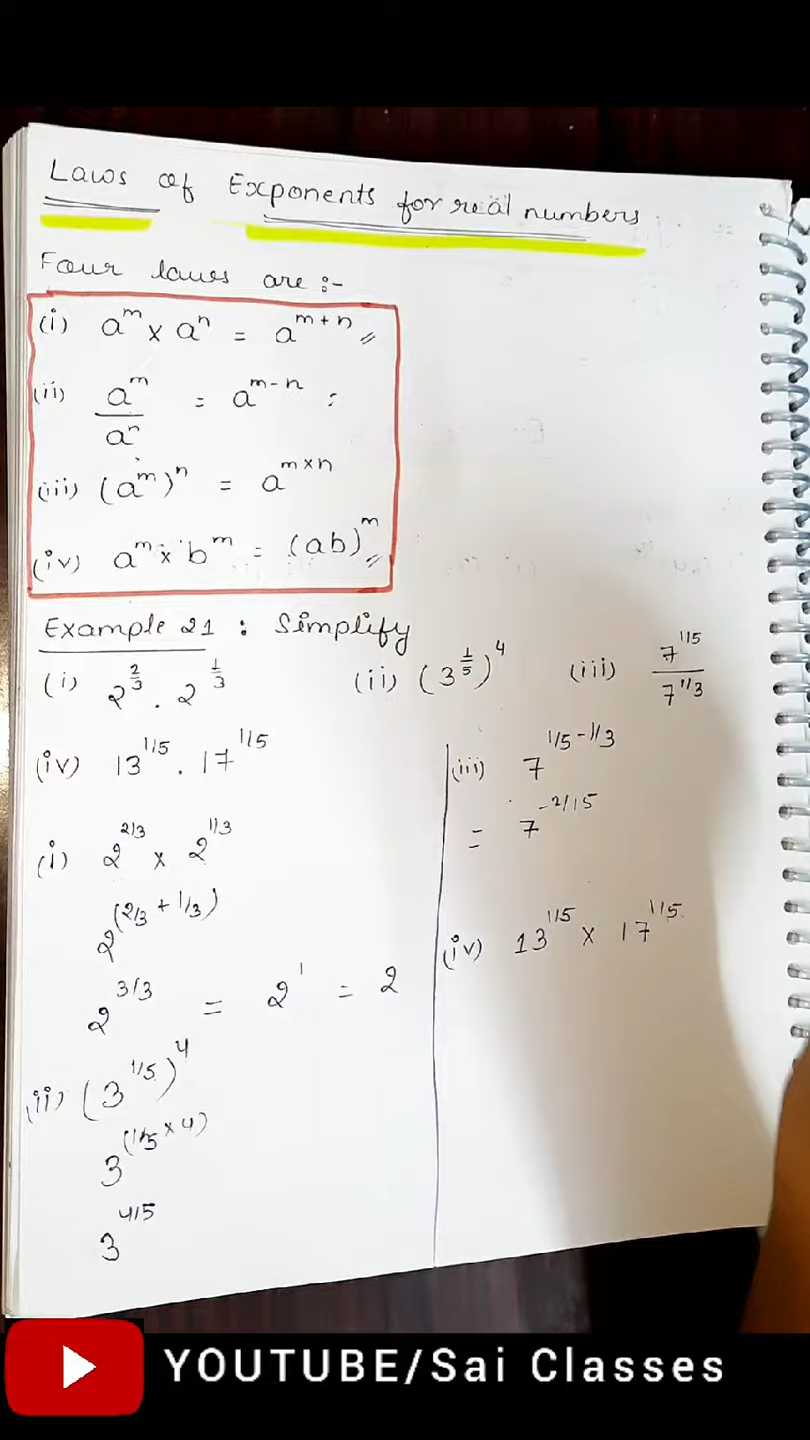 Laws of Exponents for real numbers
Four laws are :-
(i) a^m × a^n = a^(m+n)
(ii) a^m / a^n = a^(m-n)
(iii) (a^m)^n = a^(m×n)
(iv) a^m × b^m = (ab)^m
Example 21 : Simplify
(i) 2^(2/3) . 2^(1/3) (ii) (3^(1/5))^4 (iii) 7^(1/5) / 7^(1/3)
(iv) 13^(1/5) . 17^(1/5)
(i) 2^(2/3) × 2^(1/3)
2^(2/3 + 1/3)
2^(3/3) = 2^1 = 2
(ii) (3^(1/5))^4
3^(1/5 × 4)
3^(4/5)
(iii) 7^(1/5 - 1/3)
= 7^(-2/15)
(iv) 13^(1/5) × 17^(1/5)
YOUTUBE/Sai Classes